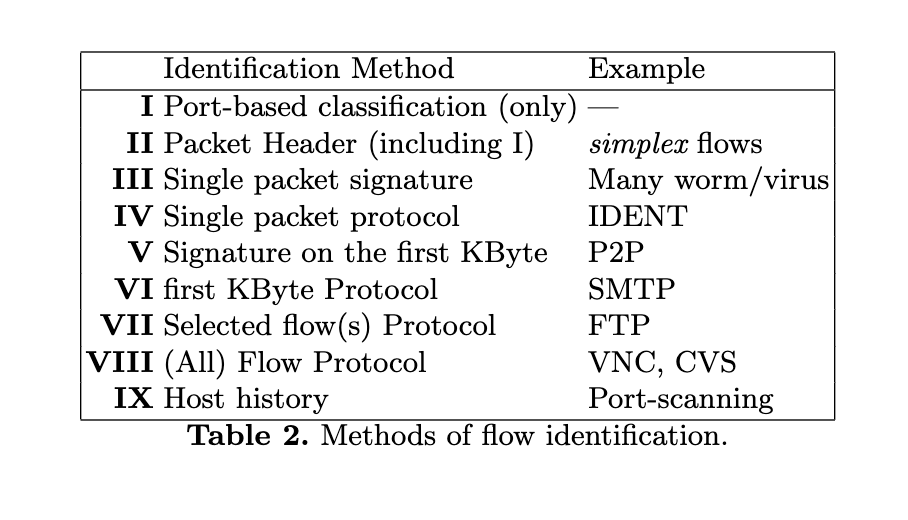 Identification Method Example
I Port-based classification (only) —
II Packet Header (including I) simplex flows
III Single packet signature Many worm/virus
IV Single packet protocol IDENT
V Signature on the first KByte P2P
VI first KByte Protocol SMTP
VII Selected flow(s) Protocol FTP
VIII (All) Flow Protocol VNC, CVS
IX Host history Port-scanning
Table 2. Methods of flow identification.